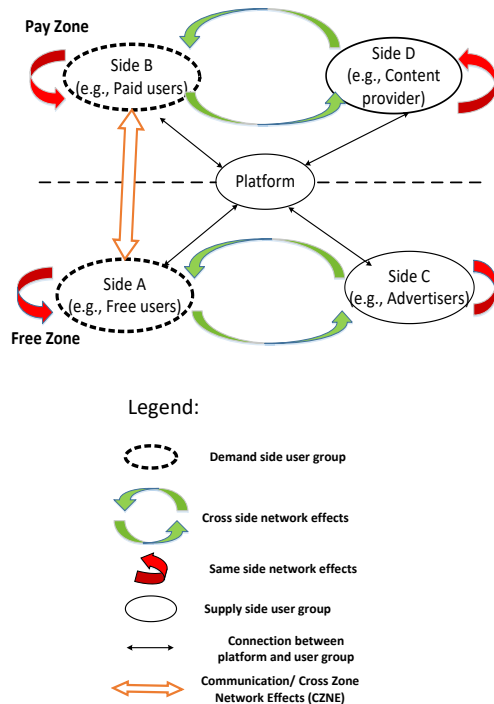 Pay Zone
Side B
(e.g., Paid users)
Side D
(e.g., Content
provider)
Platform
Side A
(e.g., Free users)
Side C
(e.g., Advertisers)
Free Zone
Legend:
Demand side user group
Cross side network effects
Same side network effects
Supply side user group
Connection between
platform and user group
Communication/ Cross Zone
Network Effects (CZNE)